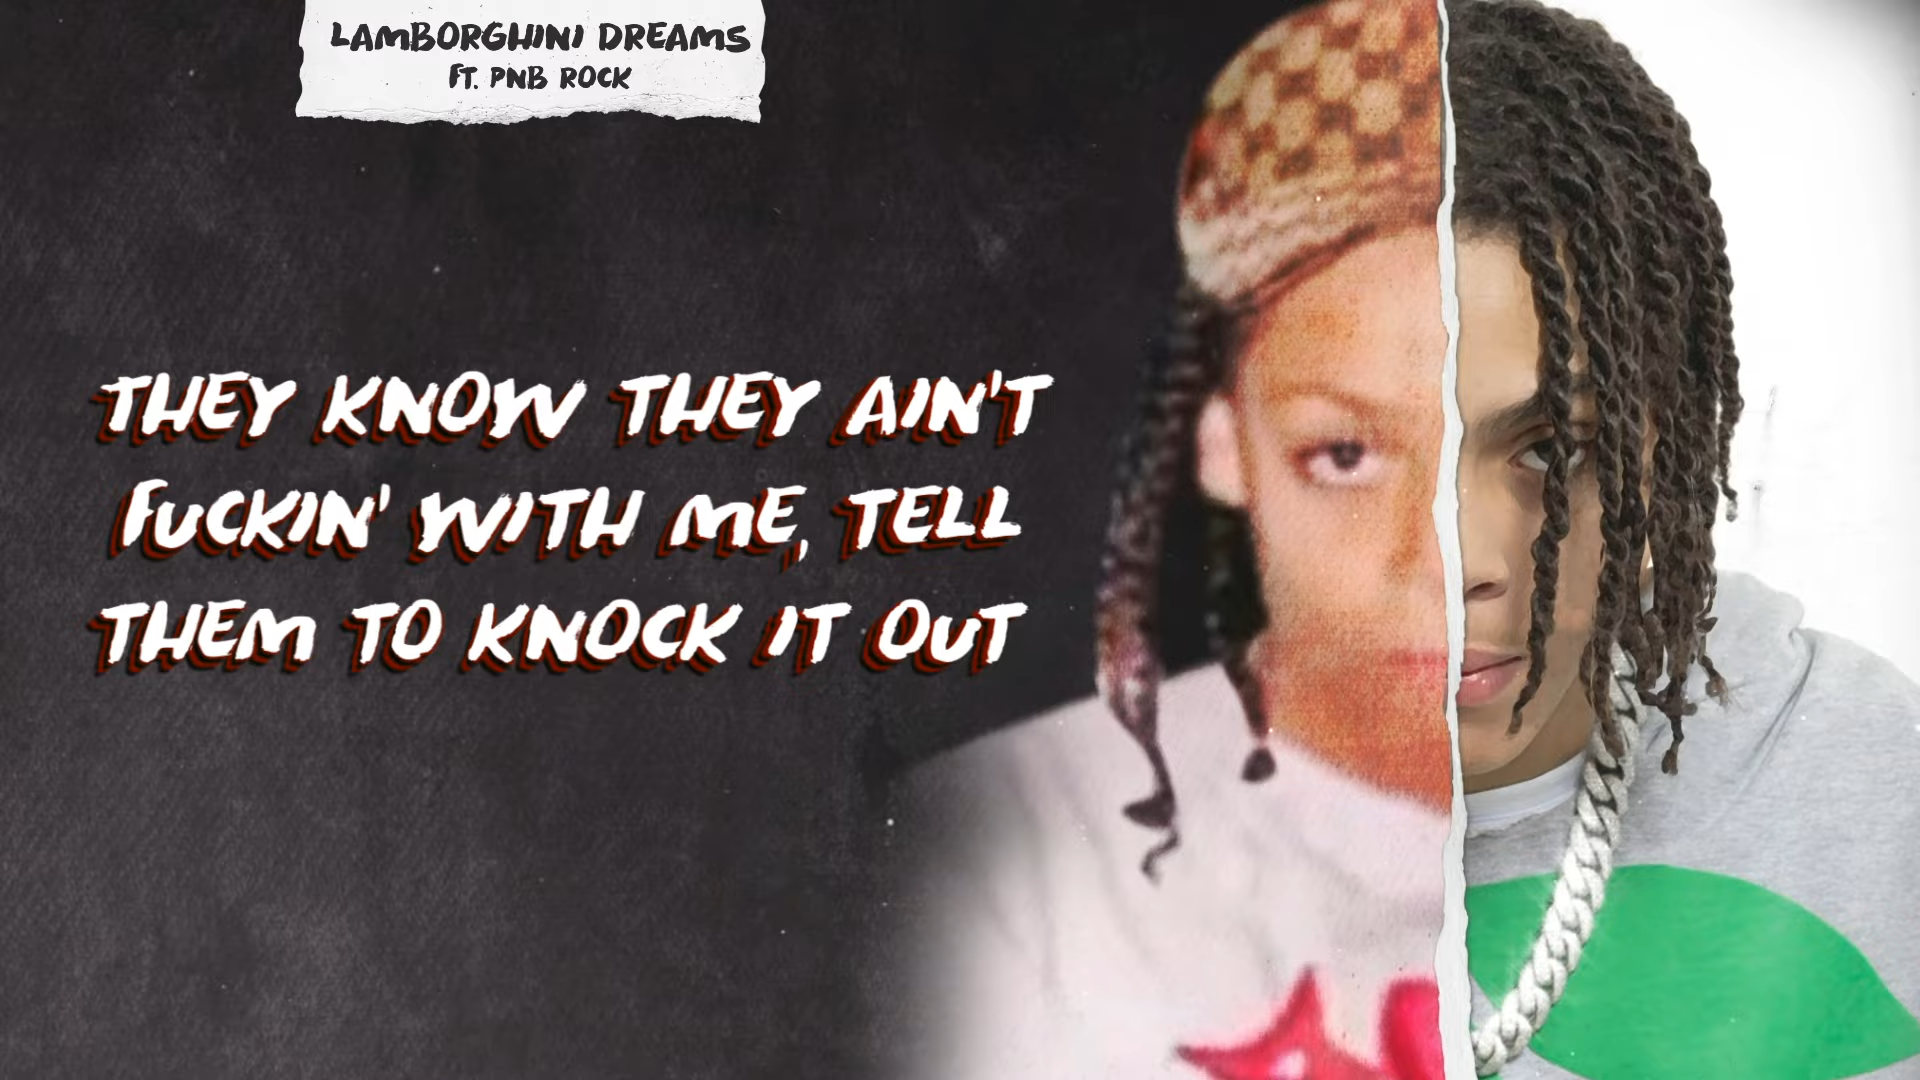 LAMBORGHINI DREAMS
FT. PNB ROCK
THEY KNOW THEY AIN'T
FUCKIN' WITH ME, TELL
THEM TO KNOCK IT OUT